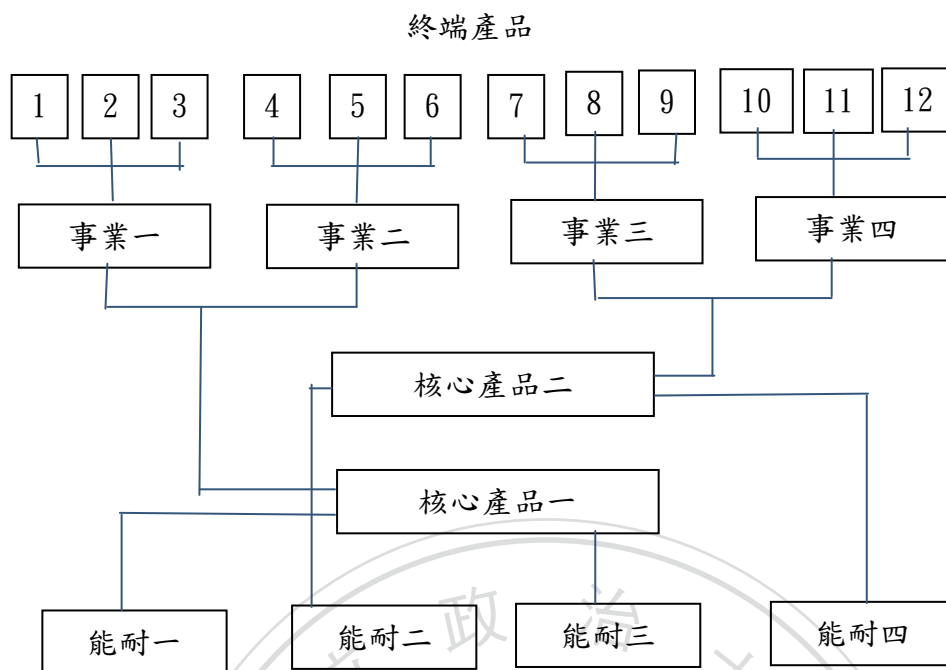 終端產品
1 2 3 4 5 6 7 8 9 10 11 12
事業一 事業二 事業三 事業四
核心產品二
核心產品一
政 治
能耐一 能耐二 能耐三 能耐四